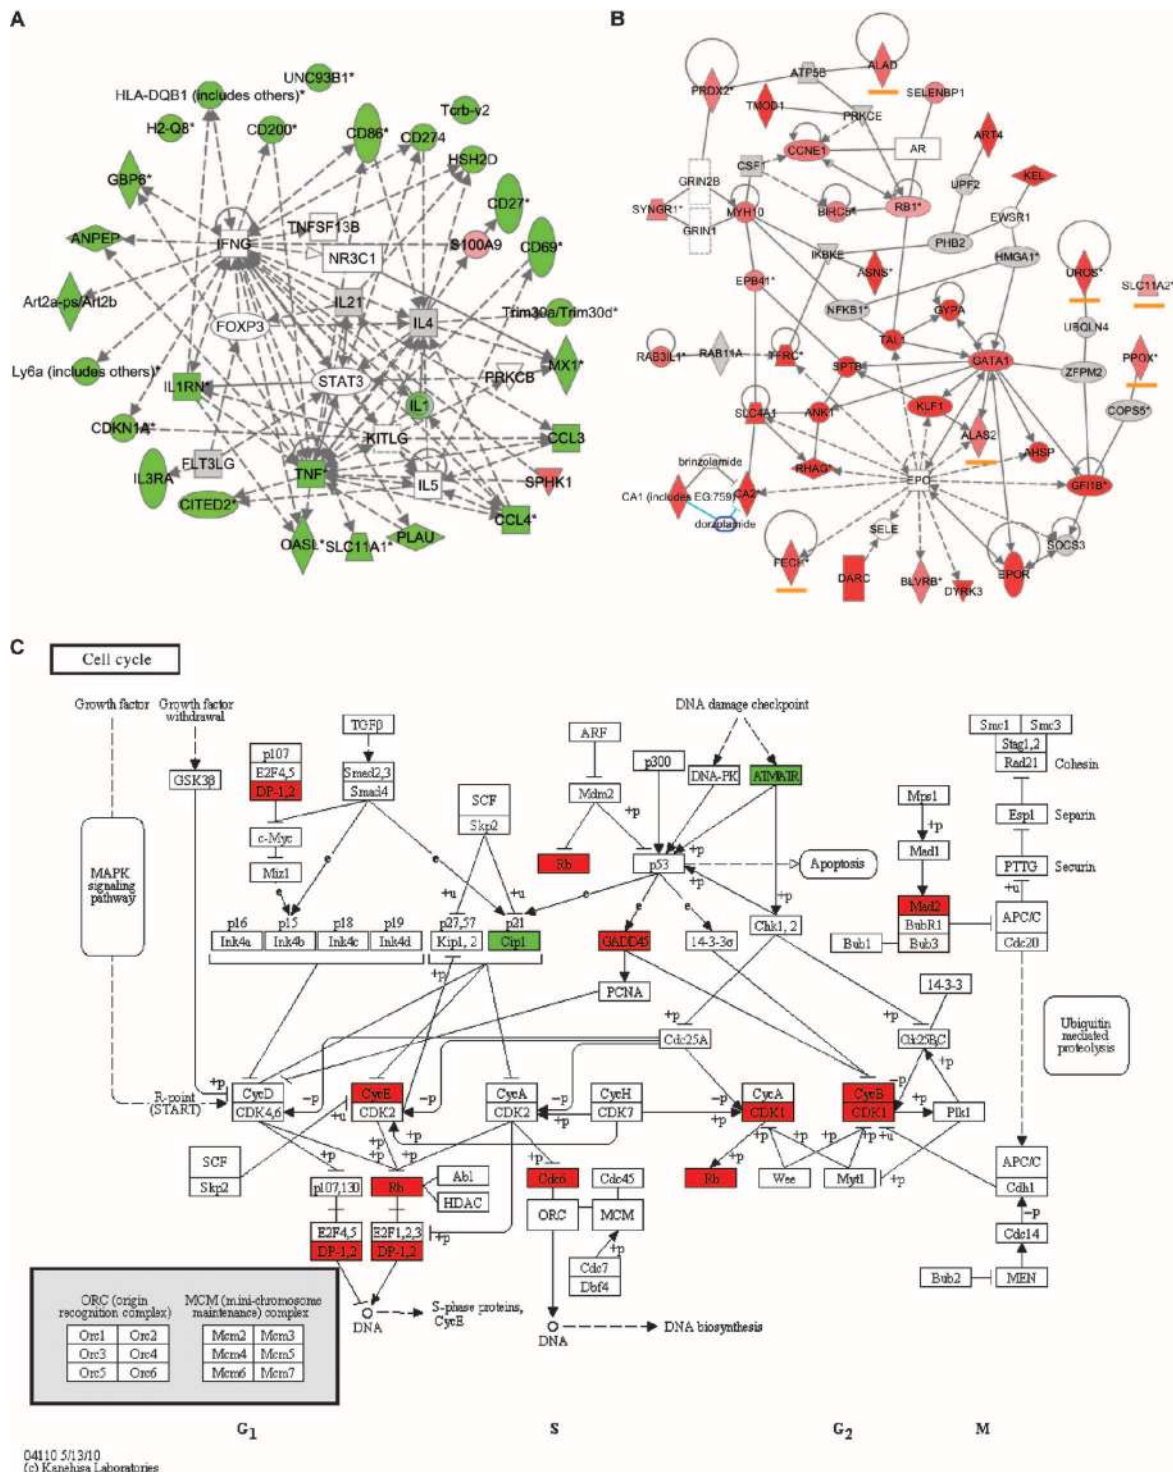 A
UNC93B1*
HLA-DQB1 (includes others)*
Tcrb-v2
H2-Q8*
CD200*
CD86*
CD274
HSH2D
GBP6*
CD27*
TNFSF13B
ANPEP
IFNG
S100A9
CD69*
NR3C1
Art2a-ps/Art2b
IL21
Trim30a/Trim30d*
FOXP3
IL4
Ly6a (includes others)*
MX1*
STAT3
PRKCB
IL1RN*
IL1
CDKN1A*
KITLG
CCL3
FLT3LG
IL3RA
TNF*
IL5
SPHK1
CITED2*
CCL4*
OASL*
SLC11A1*
PLAU
B
ALAD
ATP5B
PRDX2*
SELENBP1
TMOD1
PRKCE
ART4
CCNE1
AR
CSF1
KEL
GRIN2B
UPF2
SYNGR1*
MYH10
BIRC5*
RB1*
EWSR1
GRIN1
PHB2
IKBKE
HMGA1*
EPB41*
ASNS*
UROS*
SLC11A2*
NFKB1*
GYPA
TAL1
UBQLN4
RAB3IL1*
RAB11A
TFRC*
SPTB
GATA1
PPOX*
ZFPM2
SLC4A1
ANK1
KLF1
COPS5*
ALAS2
AHSP
brinzolamide
RHAG*
EPO
GFI1B*
CA1 (includes EG:759)
CA2*
dorzolamide
SELE
SOCS3
FECH*
DARC
BLVRB*
DYRK3
EPOR
C
Cell cycle
Growth factor
Growth factor
withdrawal
DNA damage checkpoint
TGFβ
ARF
Smc1 Smc3
p107
p300
Stag1,2
GSK3β
E2F4,5
Smad2,3
DNA-PK
ATM/ATR
Rad21
Cohesin
DP-1,2
Smad4
SCF
Mdm2
+p
Mps1
Skp2
+p
Esp1
Separin
c-Myc
Mad1
MAPK
signaling
pathway
Miz1
e
e
Rb
p53
+p
Apoptosis
PTTG
Securin
e
+u
+u
e
e
+p
+p
+u
p16
p15
p18
p19
p27,57
p21
Mad2
APC/C
Ink4a
Ink4b
Ink4c
Ink4d
Kip1, 2
Cip1
GADD45
14-3-3σ
Chk1, 2
BubR1
Cdc20
Bub1
Bub3
+p
PCNA
14-3-3
+p
+p
Cdc25A
Cdc25B,C
Ubiquitin
mediated
proteolysis
R-point
(START)
+p
CycD
CycE
CycA
CycH
CycA
CycB
−p
+p
CDK4,6
−p
CDK2
−p
CDK2
−p
+p
CDK7
−p
CDK1
CDK1
+p
Plk1
+u
+p
+p
+p
+p
+p
+p
+p
+p
+u
SCF
Skp2
p107,130
Rb
Abl
Cdc6
Cdc45
Rb
Wee
Myt1
+p
APC/C
Cdh1
HDAC
ORC
MCM
−p
E2F4,5
E2F1,2,3
+p
+p
Cdc14
DP-1,2
DP-1,2
Cdc7
Dbf4
Bub2
MEN
ORC (origin
recognition complex)
MCM (mini-chromosome
maintenance) complex
DNA
S-phase proteins,
CycE
DNA
DNA biosynthesis
Orc1 Orc2
Mcm2 Mcm3
Orc3 Orc4
Mcm4 Mcm5
Orc5 Orc6
Mcm6 Mcm7
G1
S
G2
M
04110 5/13/10
(c) Kanehisa Laboratories